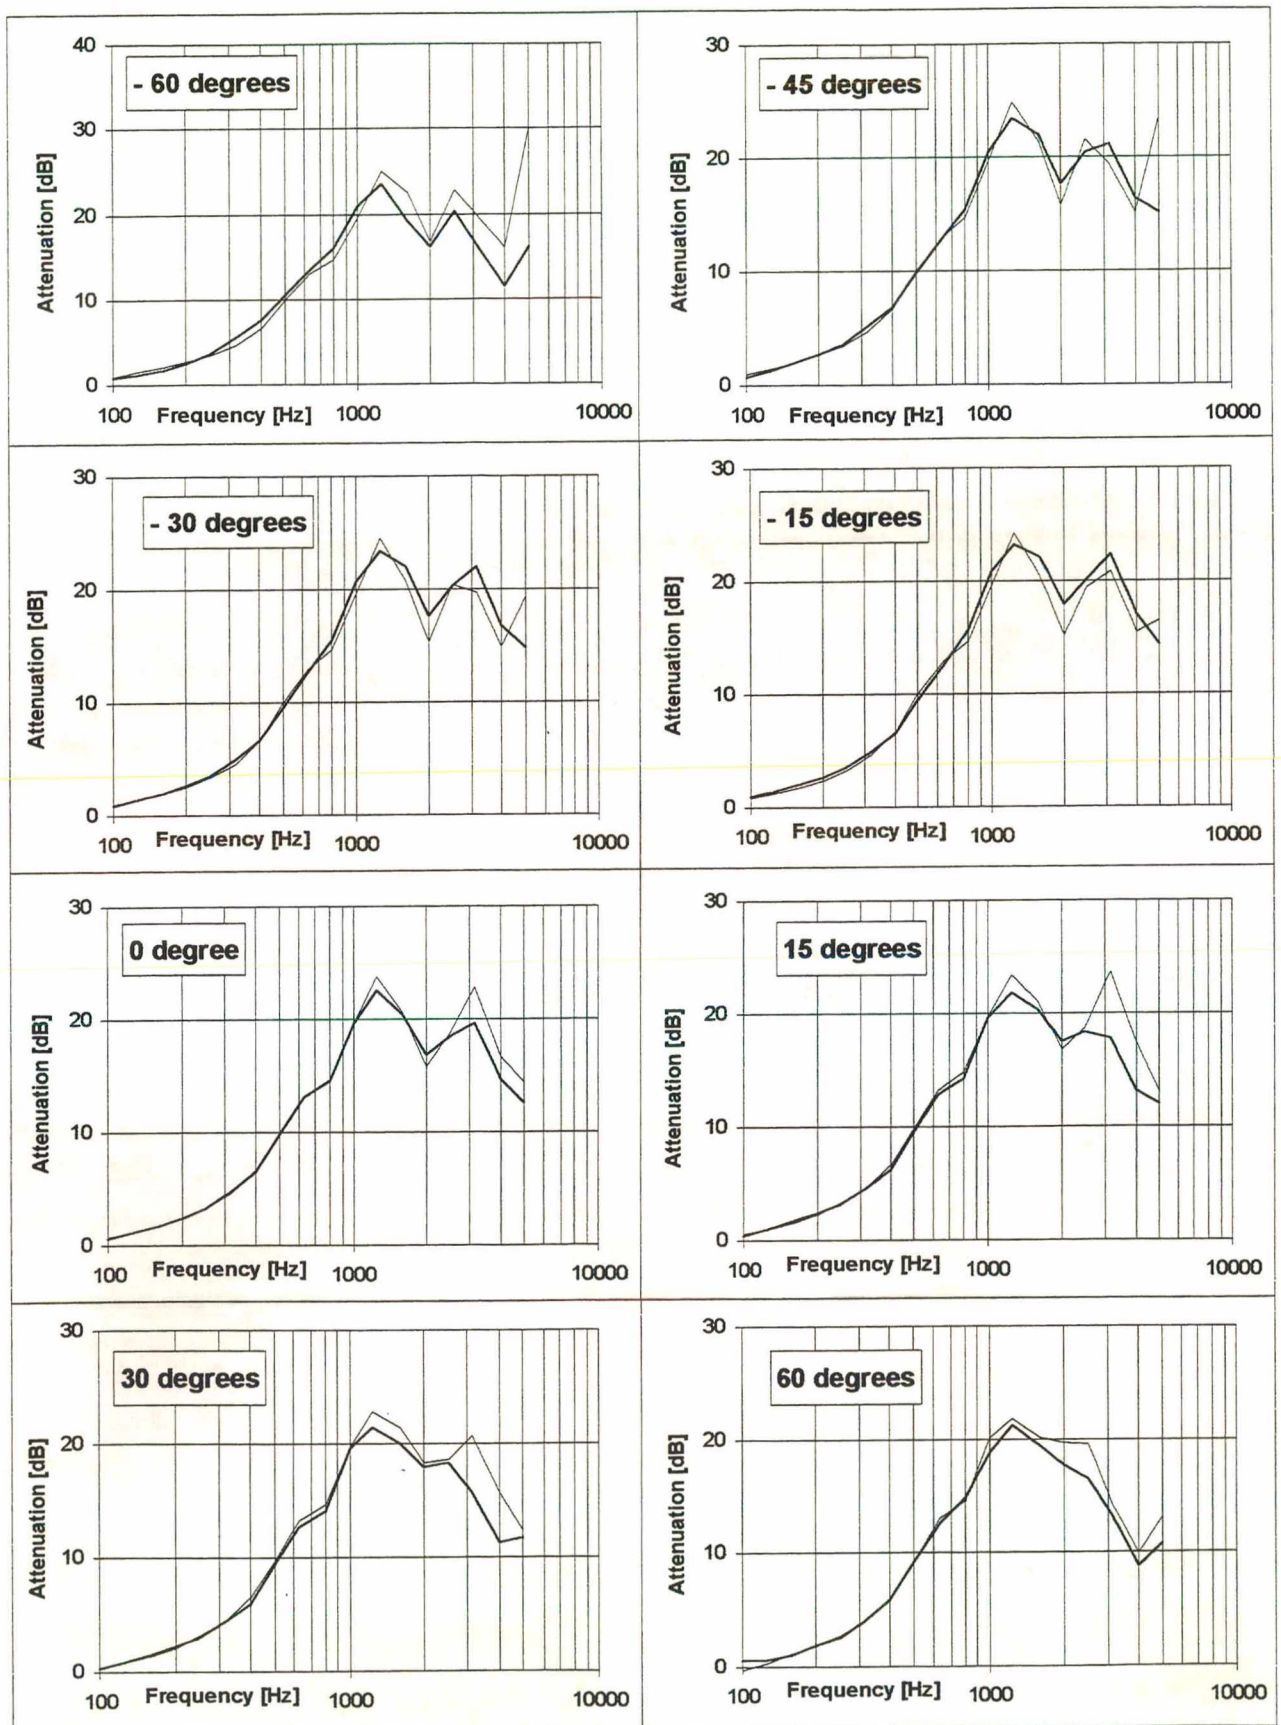 40
- 60 degrees
30
20
10
0
Attenuation [dB]
100 Frequency [Hz] 1000 10000
30
- 45 degrees
20
10
0
Attenuation [dB]
100 Frequency [Hz] 1000 10000
30
- 30 degrees
20
10
0
Attenuation [dB]
100 Frequency [Hz] 1000 10000
30
- 15 degrees
20
10
0
Attenuation [dB]
100 Frequency [Hz] 1000 10000
30
0 degree
20
10
0
Attenuation [dB]
100 Frequency [Hz] 1000 10000
30
15 degrees
20
10
0
Attenuation [dB]
100 Frequency [Hz] 1000 10000
30
30 degrees
20
10
0
Attenuation [dB]
100 Frequency [Hz] 1000 10000
30
60 degrees
20
10
0
Attenuation [dB]
100 Frequency [Hz] 1000 10000